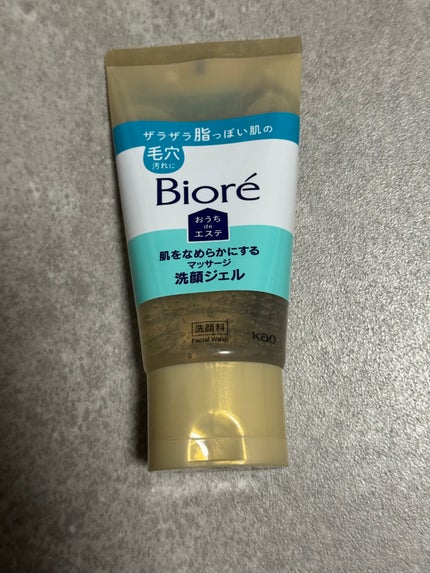 ザラザラ脂っぽい肌の
毛穴
汚れに
Bioré
おうち
de
エステ
肌をなめらかにする
マッサージ
洗顔ジェル
洗顔料
Facial Wash
Kao